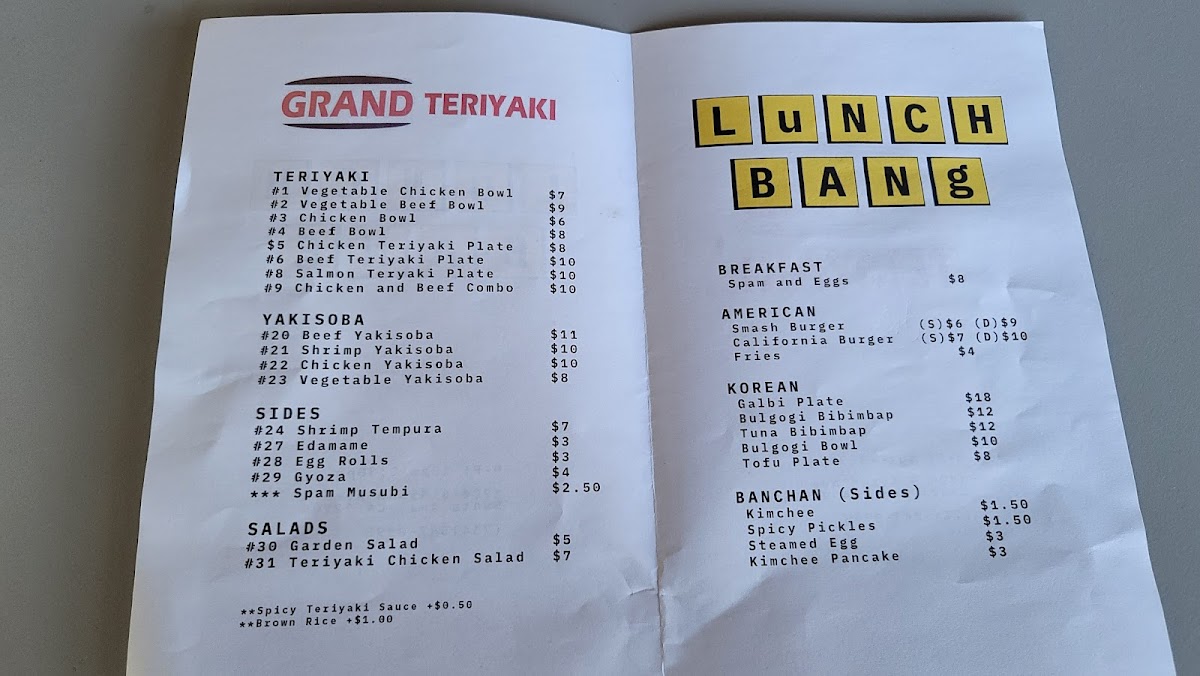 GRAND TERIYAKI
TERIYAKI
#1 Vegetable Chicken Bowl $7
#2 Vegetable Beef Bowl $9
#3 Chicken Bowl $6
#4 Beef Bowl $8
$5 Chicken Teriyaki Plate $8
#6 Beef Teriyaki Plate $10
#8 Salmon Teryaki Plate $10
#9 Chicken and Beef Combo $10
YAKISOBA
#20 Beef Yakisoba $11
#21 Shrimp Yakisoba $10
#22 Chicken Yakisoba $10
#23 Vegetable Yakisoba $8
SIDES
#24 Shrimp Tempura $7
#27 Edamame $3
#28 Egg Rolls $3
#29 Gyoza $4
*** Spam Musubi $2.50
SALADS
#30 Garden Salad $5
#31 Teriyaki Chicken Salad $7
**Spicy Teriyaki Sauce +$0.50
**Brown Rice +$1.00
LuNCH
BANg
BREAKFAST
Spam and Eggs $8
AMERICAN
Smash Burger (S)$6 (D)$9
California Burger (S)$7 (D)$10
Fries $4
KOREAN
Galbi Plate $18
Bulgogi Bibimbap $12
Tuna Bibimbap $12
Bulgogi Bowl $10
Tofu Plate $8
BANCHAN (Sides)
Kimchee $1.50
Spicy Pickles $1.50
Steamed Egg $3
Kimchee Pancake $3